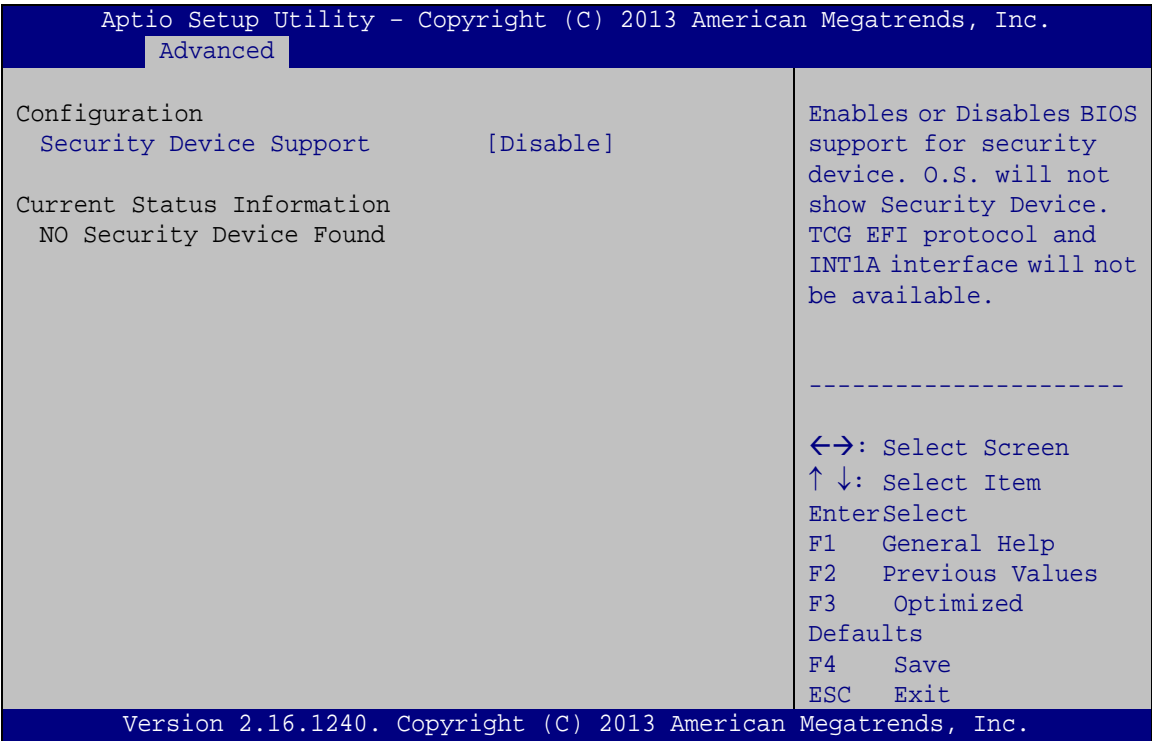 Aptio Setup Utility – Copyright (C) 2013 American Megatrends, Inc.
Advanced
Configuration
Security Device Support [Disable]
Current Status Information
NO Security Device Found
Enables or Disables BIOS
support for security
device. O.S. will not
show Security Device.
TCG EFI protocol and
INT1A interface will not
be available.
----------------------
←→: Select Screen
↑ ↓: Select Item
EnterSelect
F1 General Help
F2 Previous Values
F3 Optimized
Defaults
F4 Save
ESC Exit
Version 2.16.1240. Copyright (C) 2013 American Megatrends, Inc.